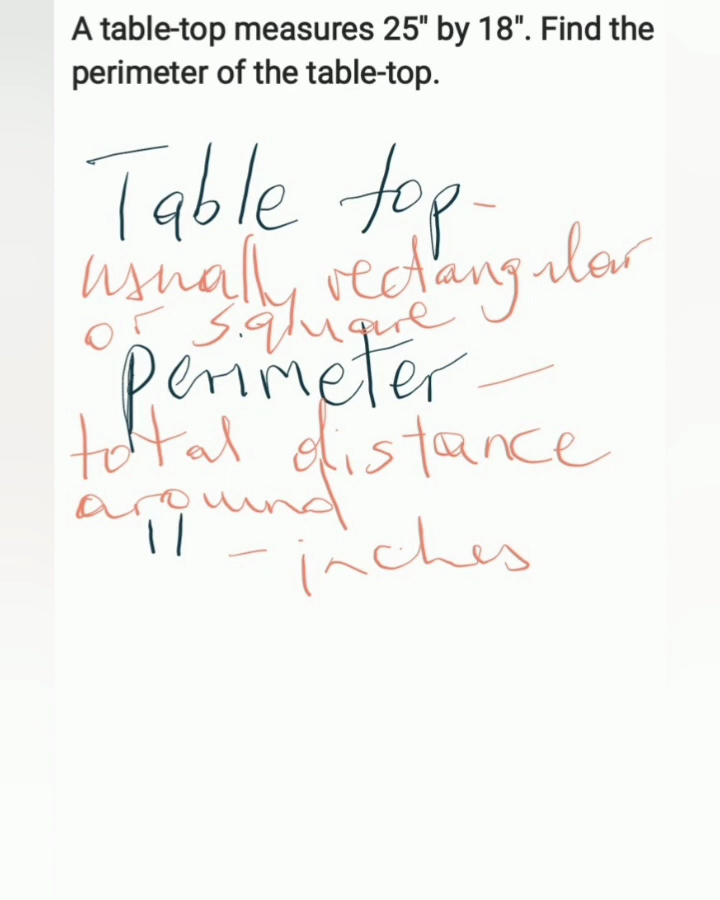 A table-top measures 25" by 18". Find the
perimeter of the table-top.
Table top -
usually rectangular
or square
perimeter -
total distance
around
" - inches